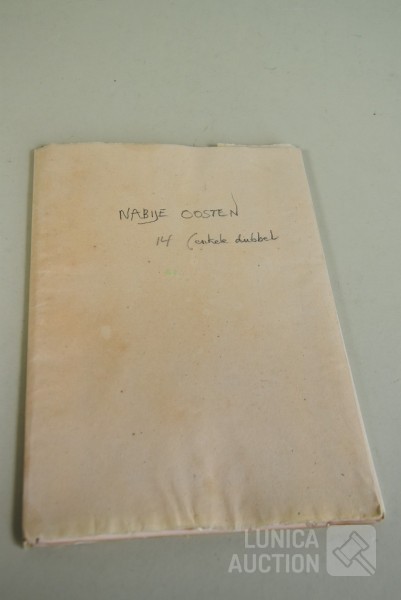 NABIJE OOSTEN
14 (enkele dubbel
LUNICA
AUCTION